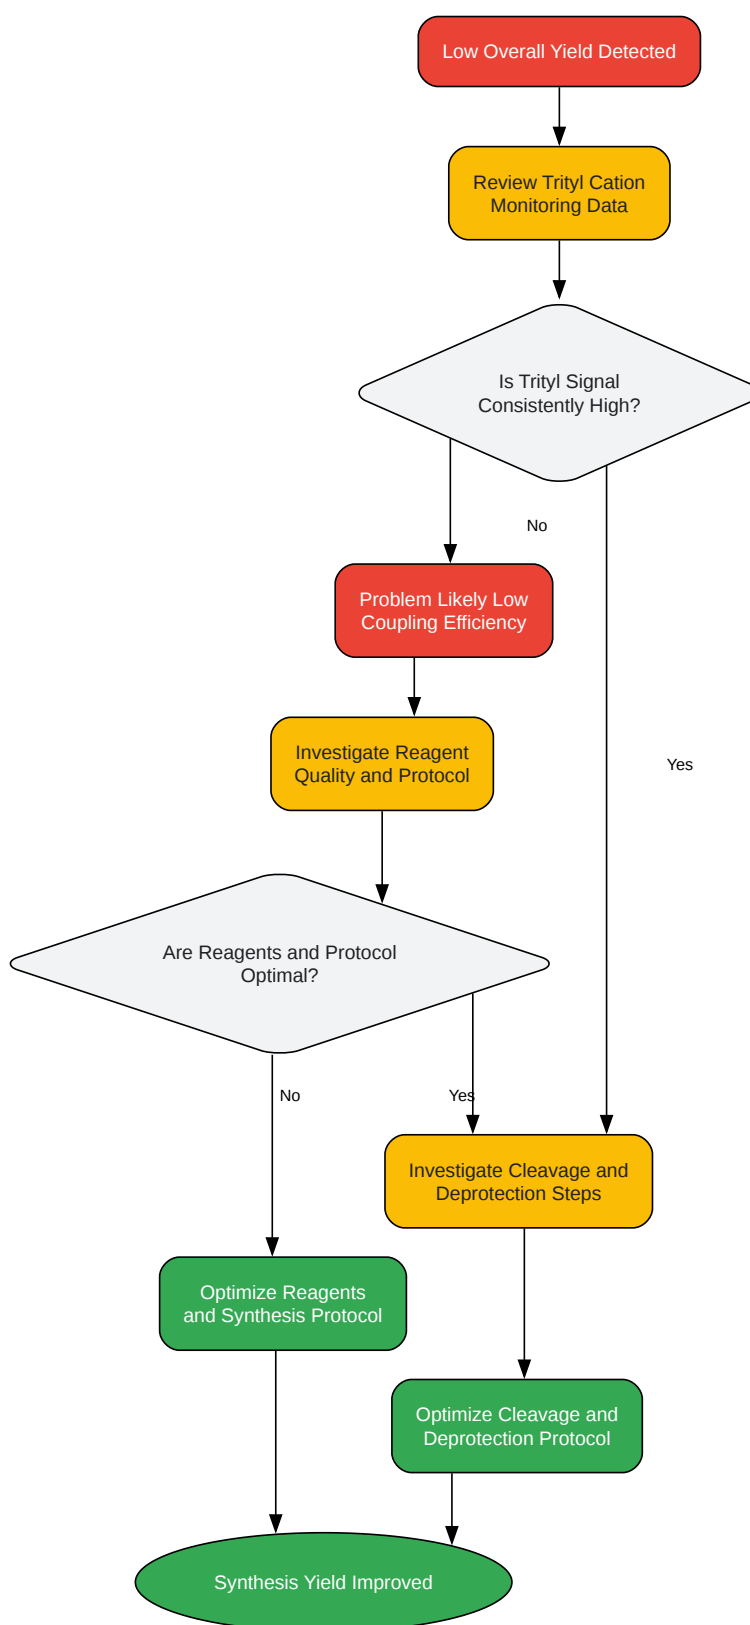 Low Overall Yield Detected
Review Trityl Cation
Monitoring Data
Is Trityl Signal
Consistently High?
No
Problem Likely Low
Coupling Efficiency
Investigate Reagent
Quality and Protocol
Yes
Are Reagents and Protocol
Optimal?
No
Yes
Investigate Cleavage and
Deprotection Steps
Optimize Reagents
and Synthesis Protocol
Optimize Cleavage and
Deprotection Protocol
Synthesis Yield Improved